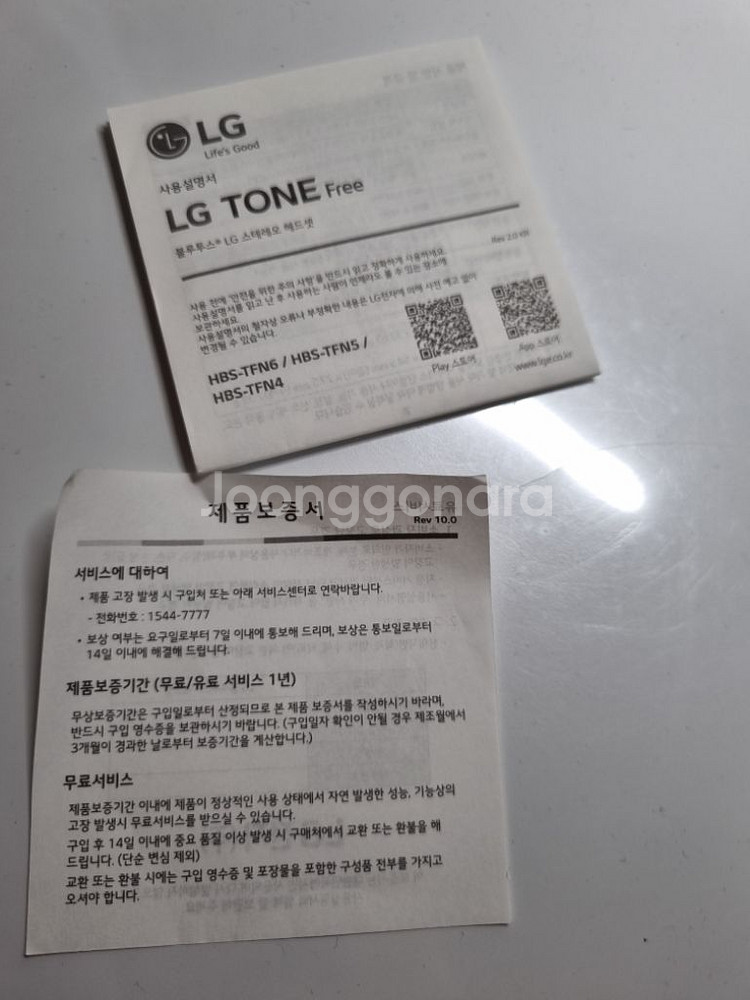 LG
Life's Good
사용설명서
LG TONE Free
블루투스® LG 스테레오 헤드셋
Rev 2.0 KR
사용 전에 '안전을 위한 주의 사항'을 반드시 읽고 정확하게 사용하세요.
사용설명서를 읽고 난 후 사용하는 사람이 언제라도 볼 수 있는 장소에
보관하세요.
사용설명서의 철자상 오류나 부정확한 내용은 LG전자에 의해 사전 예고 없이
변경될 수 있습니다.
HBS-TFN6 / HBS-TFN5 /
HBS-TFN4
Play 스토어
App 스토어
www.lge.co.kr
Joonggonara
제품보증서
Rev 10.0
서비스에 대하여
• 제품 고장 발생 시 구입처 또는 아래 서비스센터로 연락바랍니다.
- 전화번호 : 1544-7777
• 보상 여부는 요구일로부터 7일 이내에 통보해 드리며, 보상은 통보일로부터
14일 이내에 해결해 드립니다.
제품보증기간 (무료/유료 서비스 1년)
무상보증기간은 구입일로부터 산정되므로 본 제품 보증서를 작성하시기 바라며,
반드시 구입 영수증을 보관하시기 바랍니다. (구입일자 확인이 안될 경우 제조월에서
3개월이 경과한 날로부터 보증기간을 계산합니다.)
무료서비스
제품보증기간 이내에 제품이 정상적인 사용 상태에서 자연 발생한 성능, 기능상의
고장 발생시 무료서비스를 받으실 수 있습니다.
구입 후 14일 이내에 중요 품질 이상 발생 시 구매처에서 교환 또는 환불을 해
드립니다. (단순 변심 제외)
교환 또는 환불 시에는 구입 영수증 및 포장물을 포함한 구성품 전부를 가지고
오셔야 합니다.